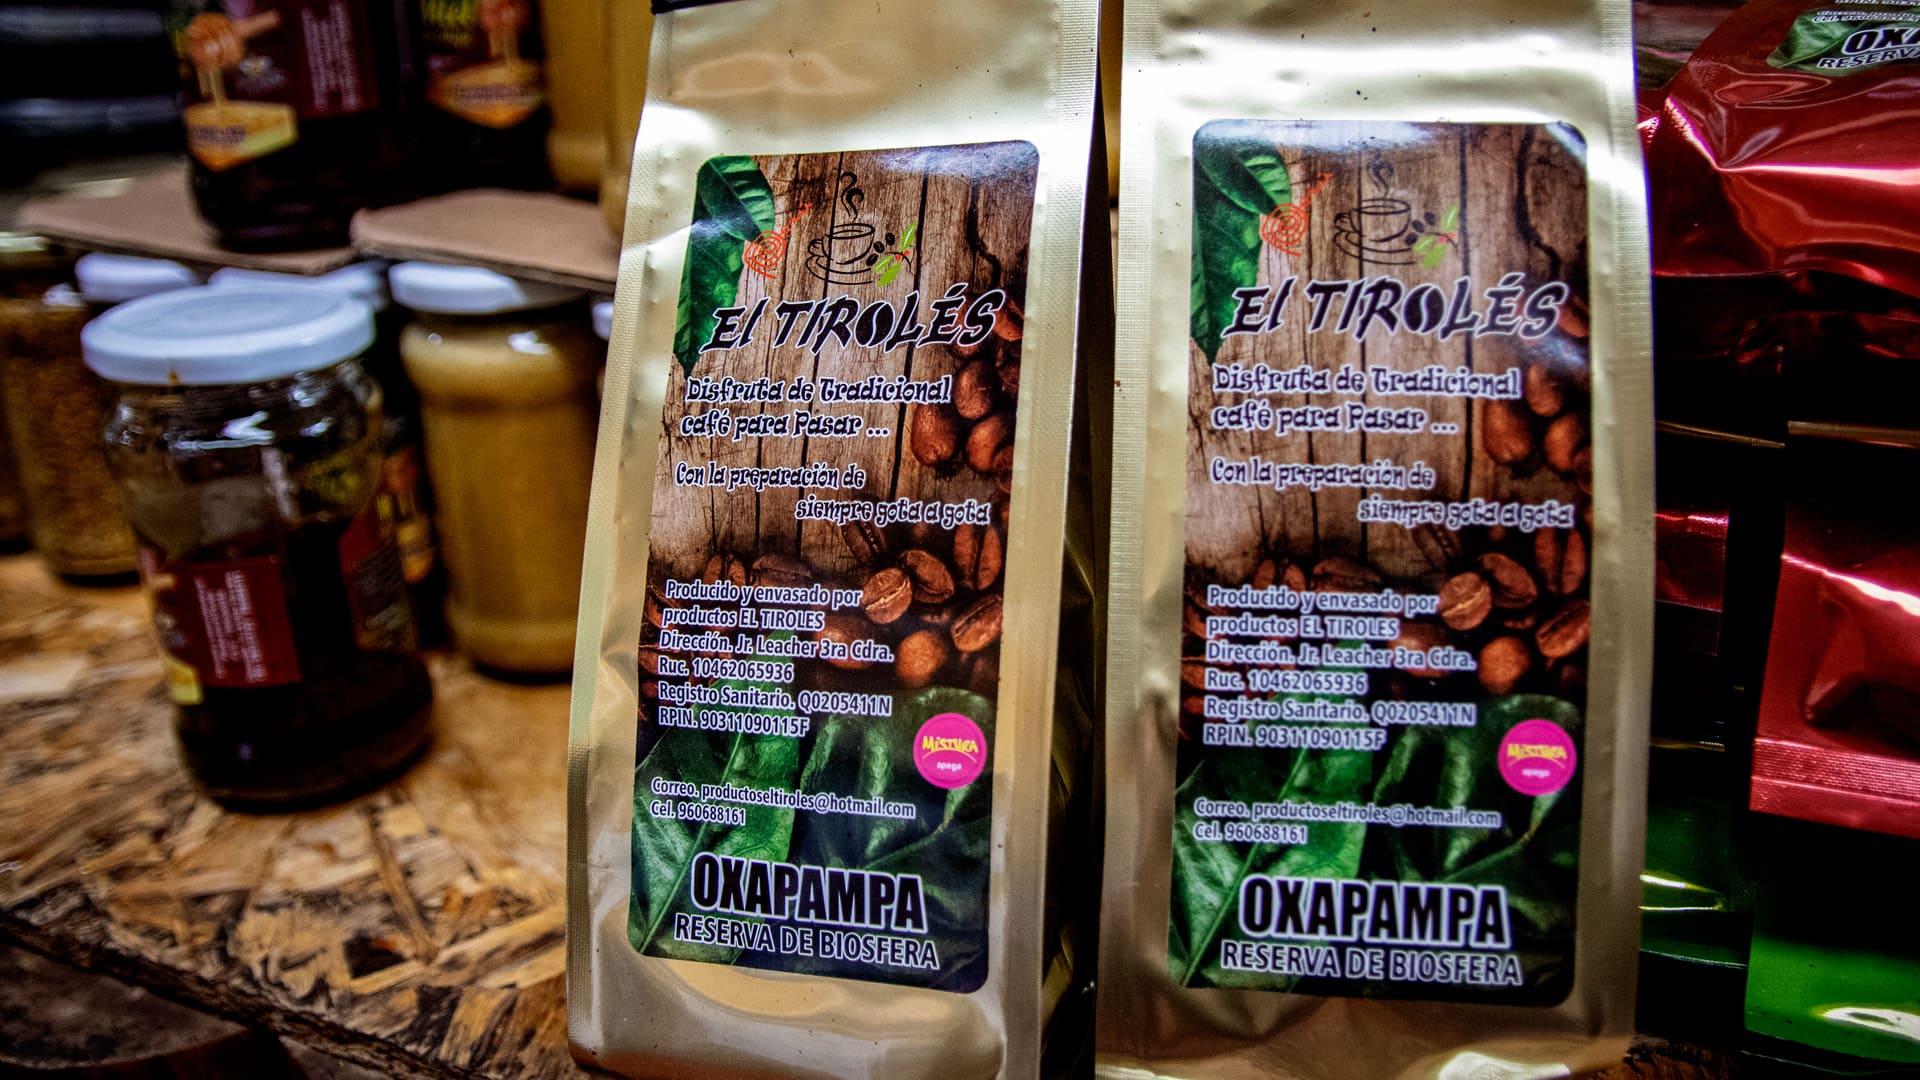 El TIROLÉS
Disfruta de Tradicional
café para Pasar ...
Con la preparación de
siempre gota a gota
Producido y envasado por
productos EL TIROLES
Dirección. Jr. Leacher 3ra Cdra.
Ruc. 10462065936
Registro Sanitario. Q0205411N
RPIN. 90311090115F
MISTURA
apega
Correo. productoseltiroles@hotmail.com
Cel. 960688161
OXAPAMPA
RESERVA DE BIOSFERA
El TIROLÉS
Disfruta de Tradicional
café para Pasar ...
Con la preparación de
siempre gota a gota
Producido y envasado por
productos EL TIROLES
Dirección. Jr. Leacher 3ra Cdra.
Ruc. 10462065936
Registro Sanitario. Q0205411N
RPIN. 90311090115F
MISTURA
apega
Correo. productoseltiroles@hotmail.com
Cel. 960688161
OXAPAMPA
RESERVA DE BIOSFERA